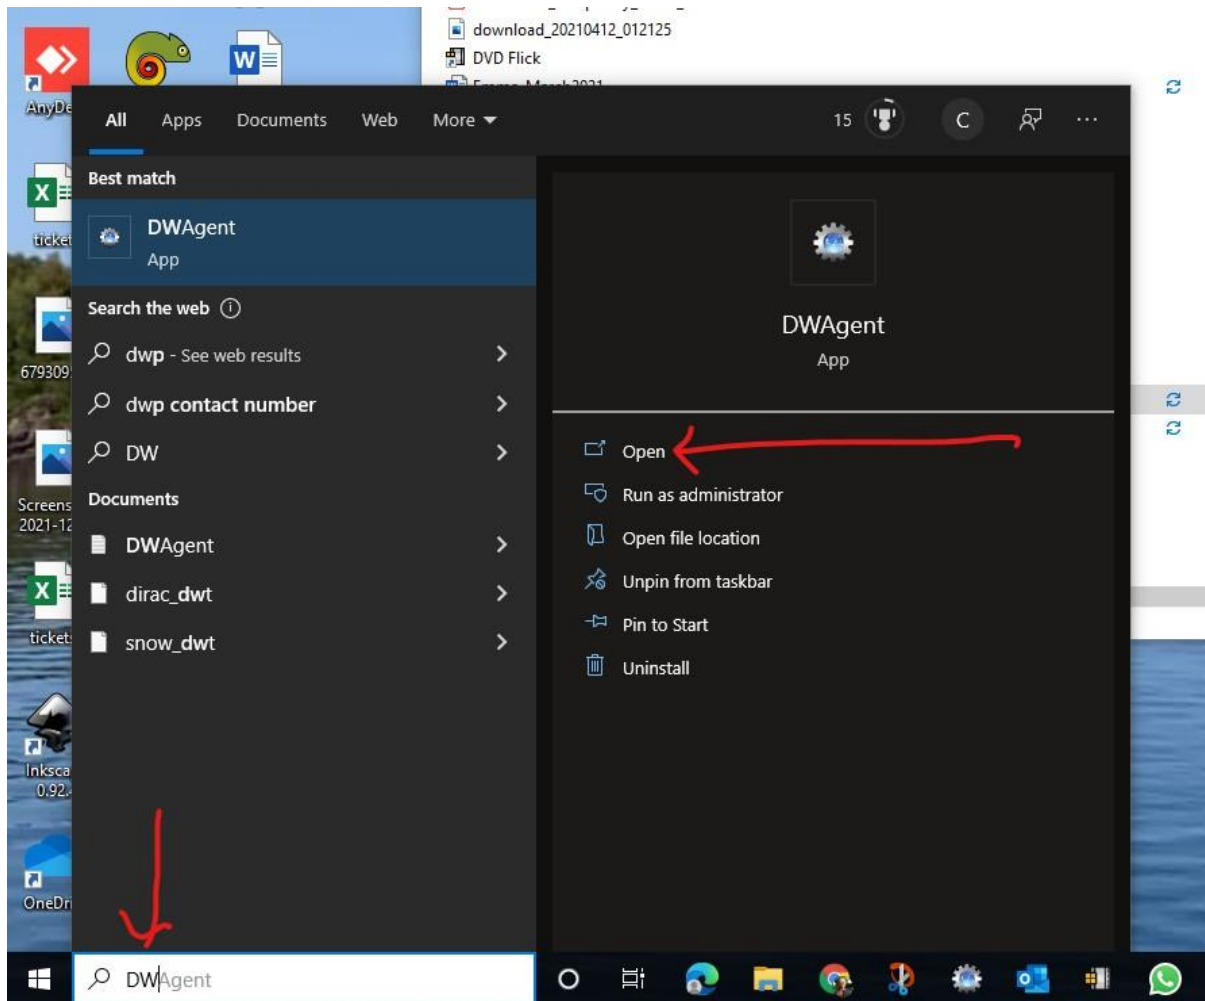 download_20210412_012125
DVD Flick
All Apps Documents Web More
15 C
Best match
DWAgent
App
Search the web
dwp - See web results
dwp contact number
DW
Documents
DWAgent
dirac_dwt
snow_dwt
DWAgent
App
Open
Run as administrator
Open file location
Unpin from taskbar
Pin to Start
Uninstall
AnyDe
ticket
679309
Screens
2021-12
tickets
Inksca
0.92.
OneDri
DWAgent